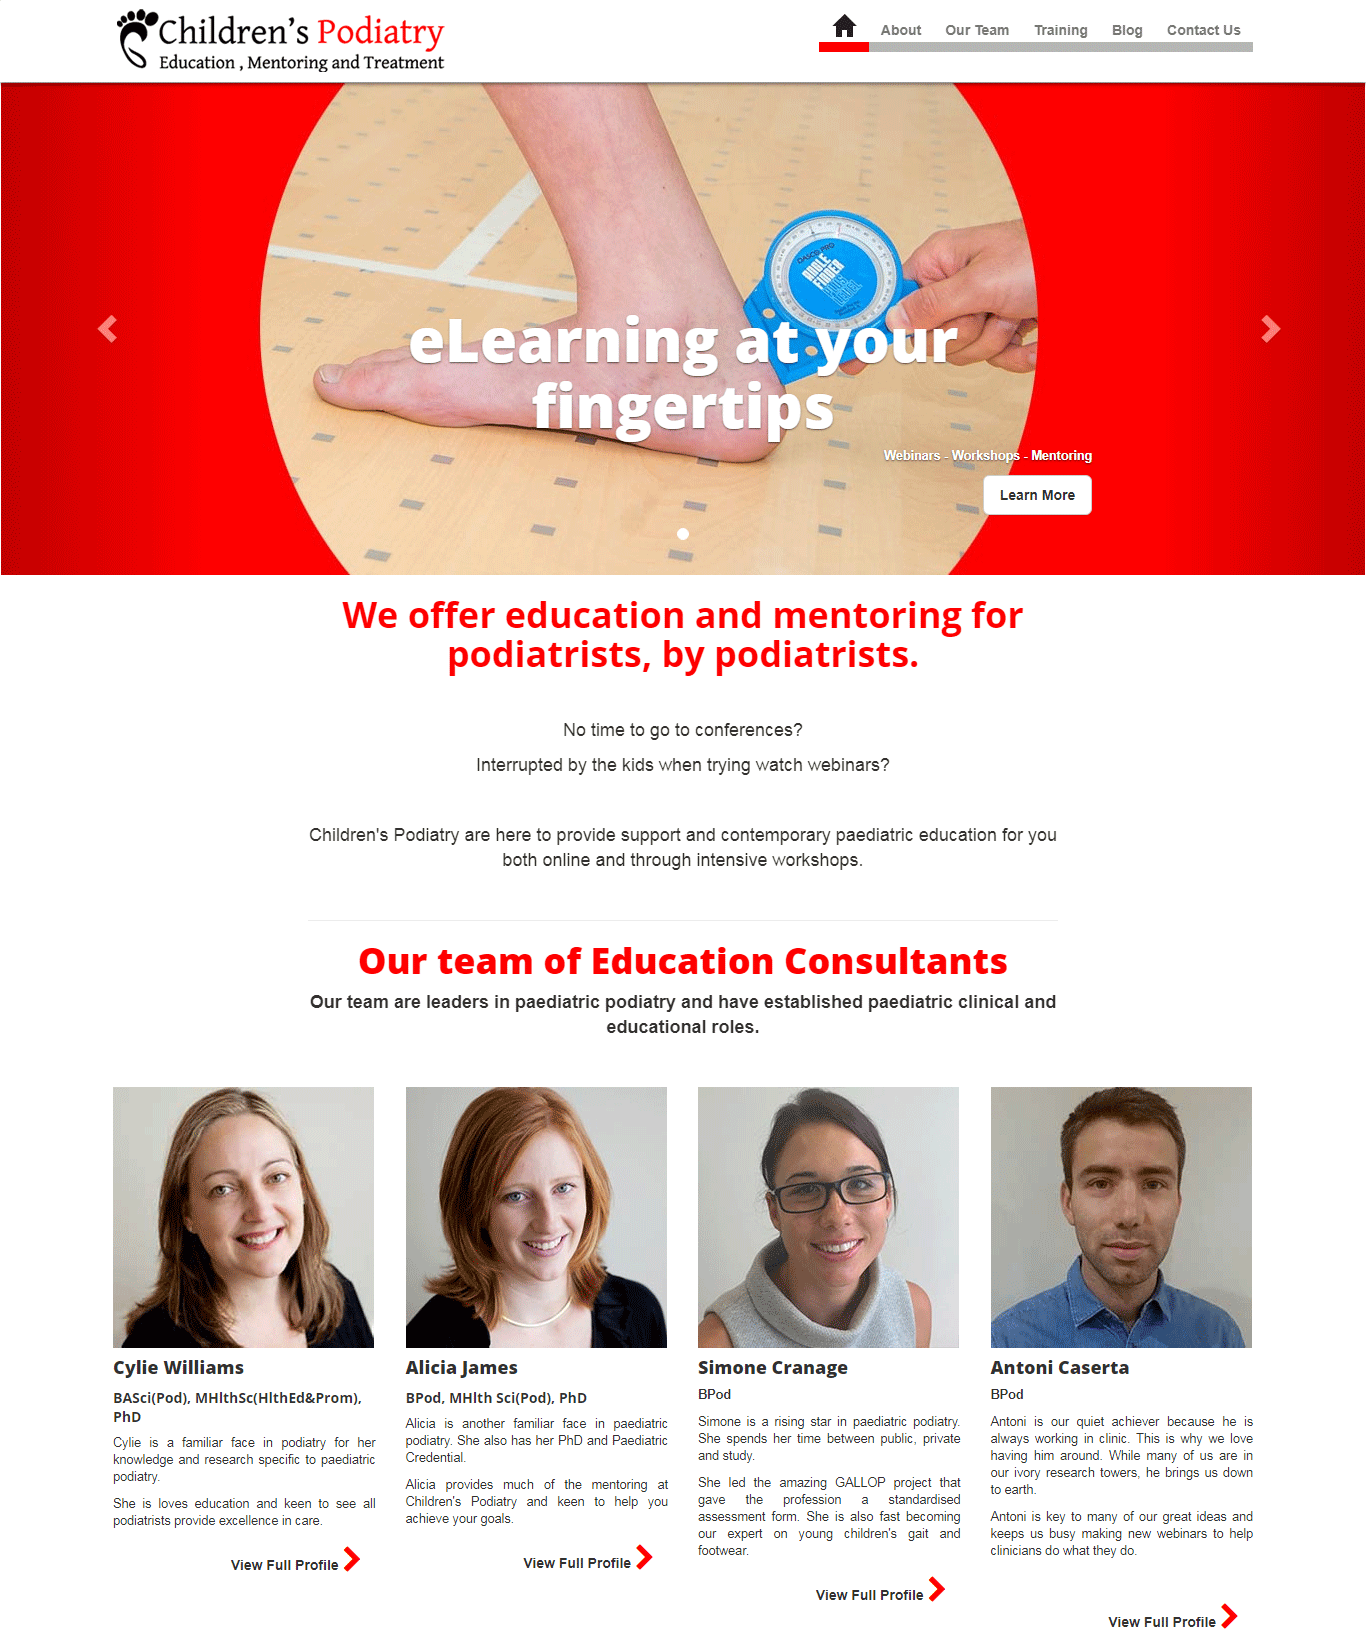 Children's Podiatry
Education , Mentoring and Treatment
About Our Team Training Blog Contact Us
DASCO PRO
ANGLE
FINDER
eLearning at your
fingertips
Webinars - Workshops - Mentoring
Learn More
We offer education and mentoring for
podiatrists, by podiatrists.
No time to go to conferences?
Interrupted by the kids when trying watch webinars?
Children's Podiatry are here to provide support and contemporary paediatric education for you
both online and through intensive workshops.
Our team of Education Consultants
Our team are leaders in paediatric podiatry and have established paediatric clinical and
educational roles.
Cylie Williams
BASci(Pod), MHlthSc(HlthEd&Prom),
PhD
Cylie is a familiar face in podiatry for her
knowledge and research specific to paediatric
podiatry.
She is loves education and keen to see all
podiatrists provide excellence in care.
View Full Profile
Alicia James
BPod, MHlth Sci(Pod), PhD
Alicia is another familiar face in paediatric
podiatry. She also has her PhD and Paediatric
Credential.
Alicia provides much of the mentoring at
Children's Podiatry and keen to help you
achieve your goals.
View Full Profile
Simone Cranage
BPod
Simone is a rising star in paediatric podiatry.
She spends her time between public, private
and study.
She led the amazing GALLOP project that
gave the profession a standardised
assessment form. She is also fast becoming
our expert on young children's gait and
footwear.
View Full Profile
Antoni Caserta
BPod
Antoni is our quiet achiever because he is
always working in clinic. This is why we love
having him around. While many of us are in
our ivory research towers, he brings us down
to earth.
Antoni is key to many of our great ideas and
keeps us busy making new webinars to help
clinicians do what they do.
View Full Profile